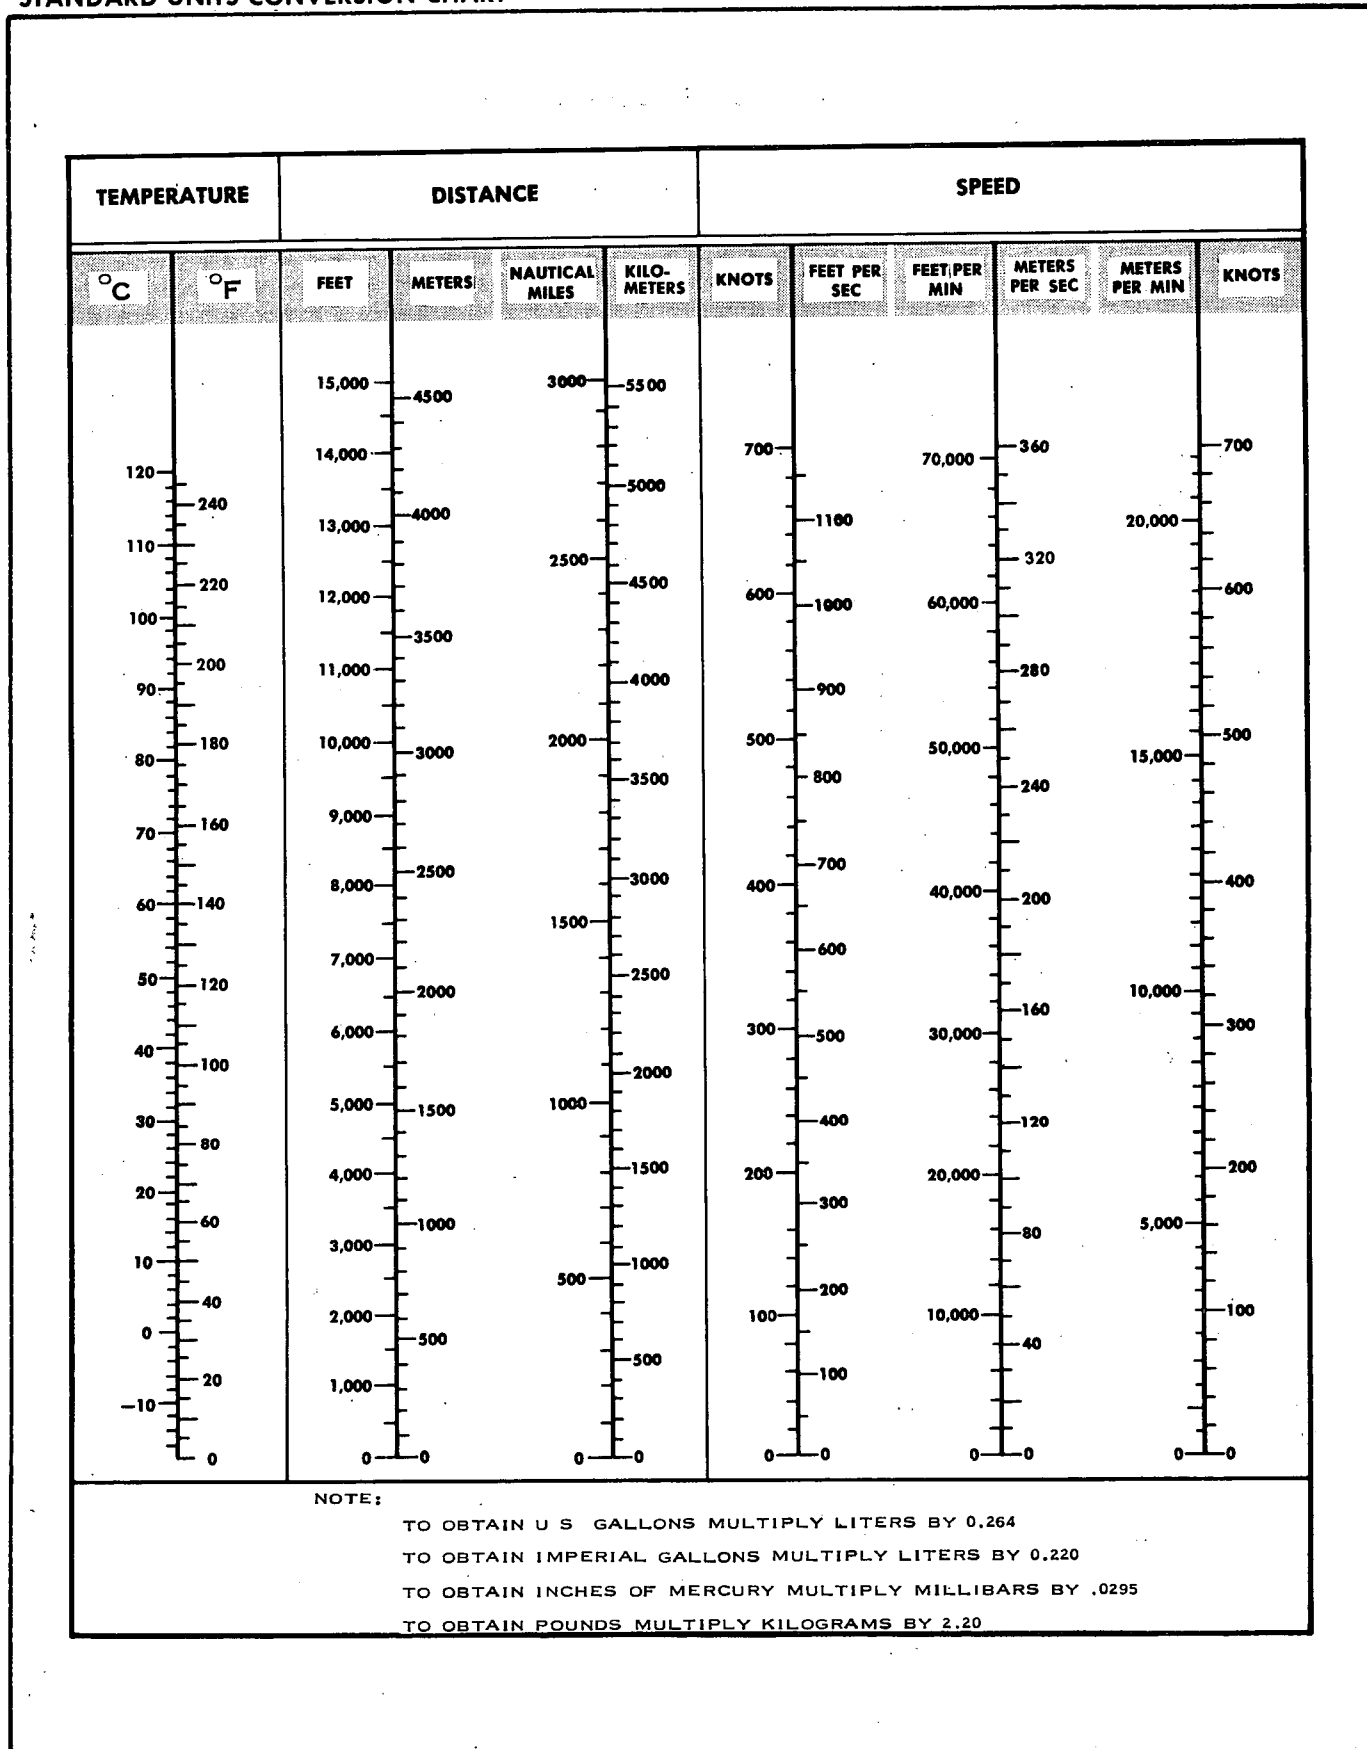 STANDARD UNITS CONVERSION CHART
TEMPERATURE DISTANCE SPEED
°C °F FEET METERS NAUTICAL MILES KILO-METERS KNOTS FEET PER SEC FEET PER MIN METERS PER SEC METERS PER MIN KNOTS
15,000 3000 5500
4500
700 360 700
14,000 70,000
120
240 5000
4000 1100 20,000
13,000
110 2500 320
220 4500 600
12,000 600 1000 60,000
100
3500
200 11,000 280
90 4000 900
180 10,000 2000 500 50,000 500
80 3000 15,000
3500 800 240
160 9,000
70
2500 3000 700
8,000 400 40,000 400
60 140 200
1500
600
7,000
50 120 2500
2000 10,000
160
6,000 300 500 30,000 300
40
100 2000
5,000 1500 1000
30 400 120
80
4,000 1500 200 20,000 200
20
300
60 1000 5,000
3,000 80
10 1000
500
200
40
2,000 100 10,000 100
0 500
40
500
20 100
1,000
-10
0 0 0 0 0 0 0 0 0 0 0
NOTE:
TO OBTAIN U S GALLONS MULTIPLY LITERS BY 0.264
TO OBTAIN IMPERIAL GALLONS MULTIPLY LITERS BY 0.220
TO OBTAIN INCHES OF MERCURY MULTIPLY MILLIBARS BY .0295
TO OBTAIN POUNDS MULTIPLY KILOGRAMS BY 2.20